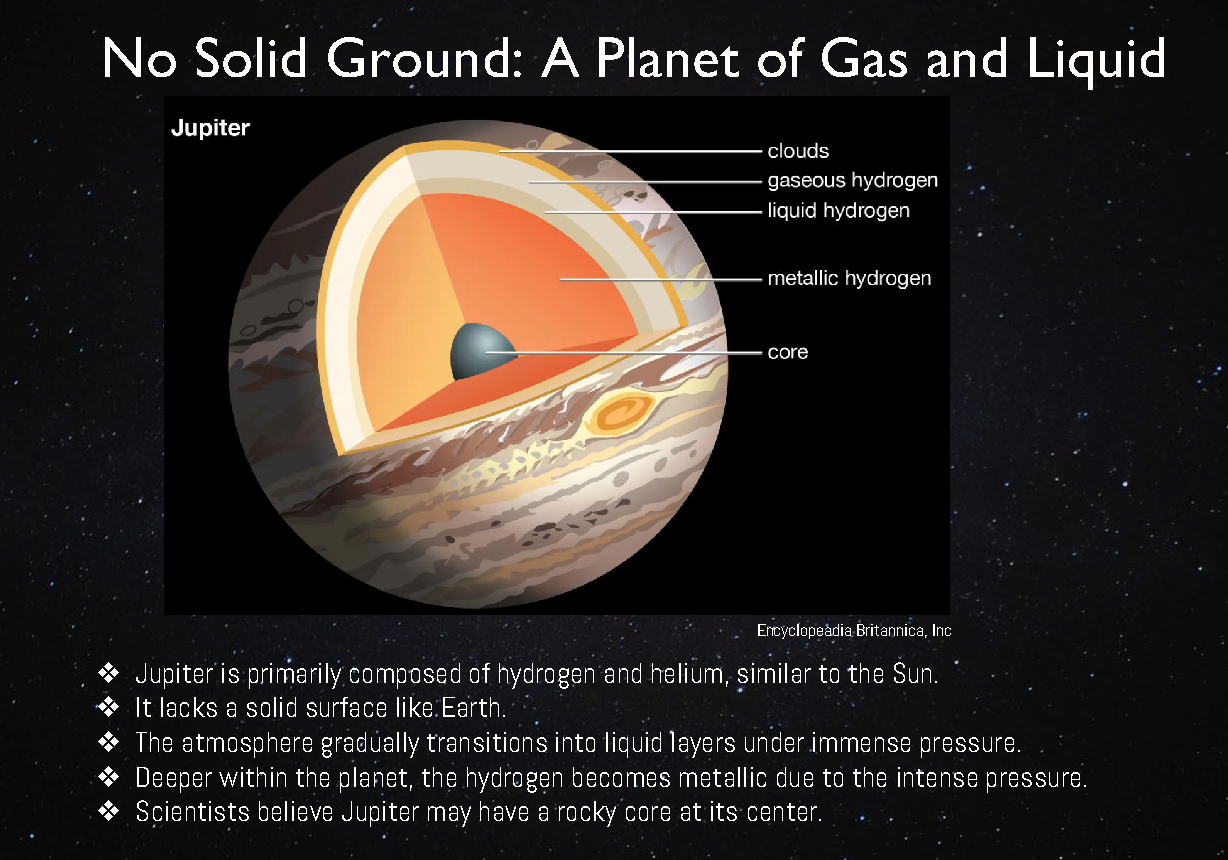 No Solid Ground: A Planet of Gas and Liquid
Jupiter
clouds
gaseous hydrogen
liquid hydrogen
metallic hydrogen
core
Encyclopeadia Britannica, Inc
❖ Jupiter is primarily composed of hydrogen and helium, similar to the Sun.
❖ It lacks a solid surface like Earth.
❖ The atmosphere gradually transitions into liquid layers under immense pressure.
❖ Deeper within the planet, the hydrogen becomes metallic due to the intense pressure.
❖ Scientists believe Jupiter may have a rocky core at its center.